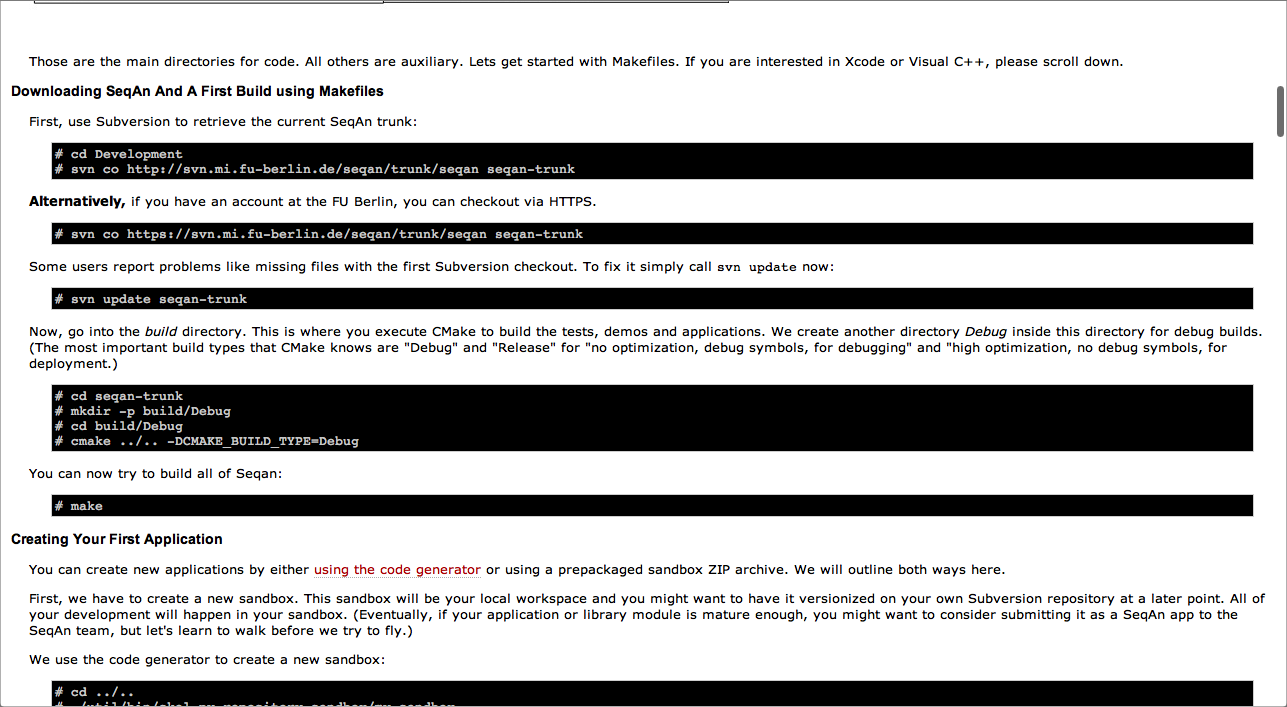 Those are the main directories for code. All others are auxiliary. Lets get started with Makefiles. If you are interested in Xcode or Visual C++, please scroll down.
Downloading SeqAn And A First Build using Makefiles
First, use Subversion to retrieve the current SeqAn trunk:
# cd Development
# svn co http://svn.mi.fu-berlin.de/seqan/trunk/seqan seqan-trunk
Alternatively, if you have an account at the FU Berlin, you can checkout via HTTPS.
# svn co https://svn.mi.fu-berlin.de/seqan/trunk/seqan seqan-trunk
Some users report problems like missing files with the first Subversion checkout. To fix it simply call svn update now:
# svn update seqan-trunk
Now, go into the build directory. This is where you execute CMake to build the tests, demos and applications. We create another directory Debug inside this directory for debug builds.
(The most important build types that CMake knows are "Debug" and "Release" for "no optimization, debug symbols, for debugging" and "high optimization, no debug symbols, for
deployment.)
# cd seqan-trunk
# mkdir -p build/Debug
# cd build/Debug
# cmake ../.. -DCMAKE_BUILD_TYPE=Debug
You can now try to build all of Seqan:
# make
Creating Your First Application
You can create new applications by either using the code generator or using a prepackaged sandbox ZIP archive. We will outline both ways here.
First, we have to create a new sandbox. This sandbox will be your local workspace and you might want to have it versionized on your own Subversion repository at a later point. All of
your development will happen in your sandbox. (Eventually, if your application or library module is mature enough, you might want to consider submitting it as a SeqAn app to the
SeqAn team, but let's learn to walk before we try to fly.)
We use the code generator to create a new sandbox:
# cd ../..
# ./util/bin/skel.py repository sandbox/my_sandbox